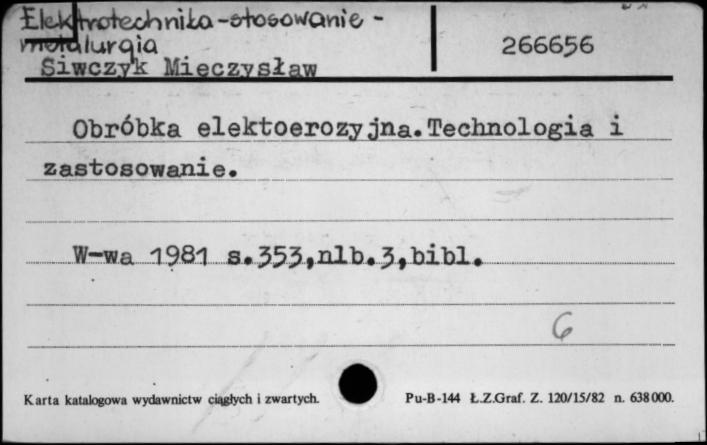 Elektrotechnika-stosowanie-
metalurgia
266656
Siwczyk Mieczysław
Obróbka elektoerozyjna.Technologia i
zastosowanie.
W-wa 1981 s.353,nlb.3,bibl.
6
Karta katalogowa wydawnictw ciągłych i zwartych.
Pu-B-144 Ł.Z.Graf. Z. 120/15/82 n. 638 000.